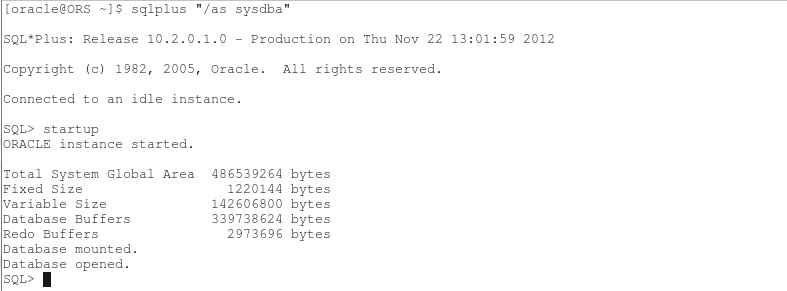 [oracle@ORS ~]$ sqlplus "/as sysdba"
SQL*Plus: Release 10.2.0.1.0 - Production on Thu Nov 22 13:01:59 2012
Copyright (c) 1982, 2005, Oracle.  All rights reserved.
Connected to an idle instance.
SQL> startup
ORACLE instance started.
Total System Global Area  486539264 bytes
Fixed Size                  1220144 bytes
Variable Size             142606800 bytes
Database Buffers          339738624 bytes
Redo Buffers                2973696 bytes
Database mounted.
Database opened.
SQL>